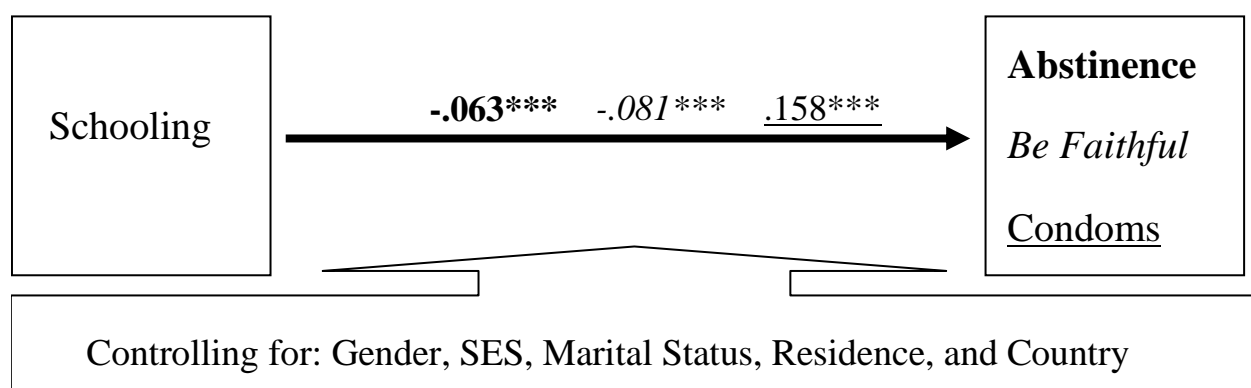 Schooling
-.063*** -.081*** .158***
Abstinence
Be Faithful
Condoms
Controlling for: Gender, SES, Marital Status, Residence, and Country